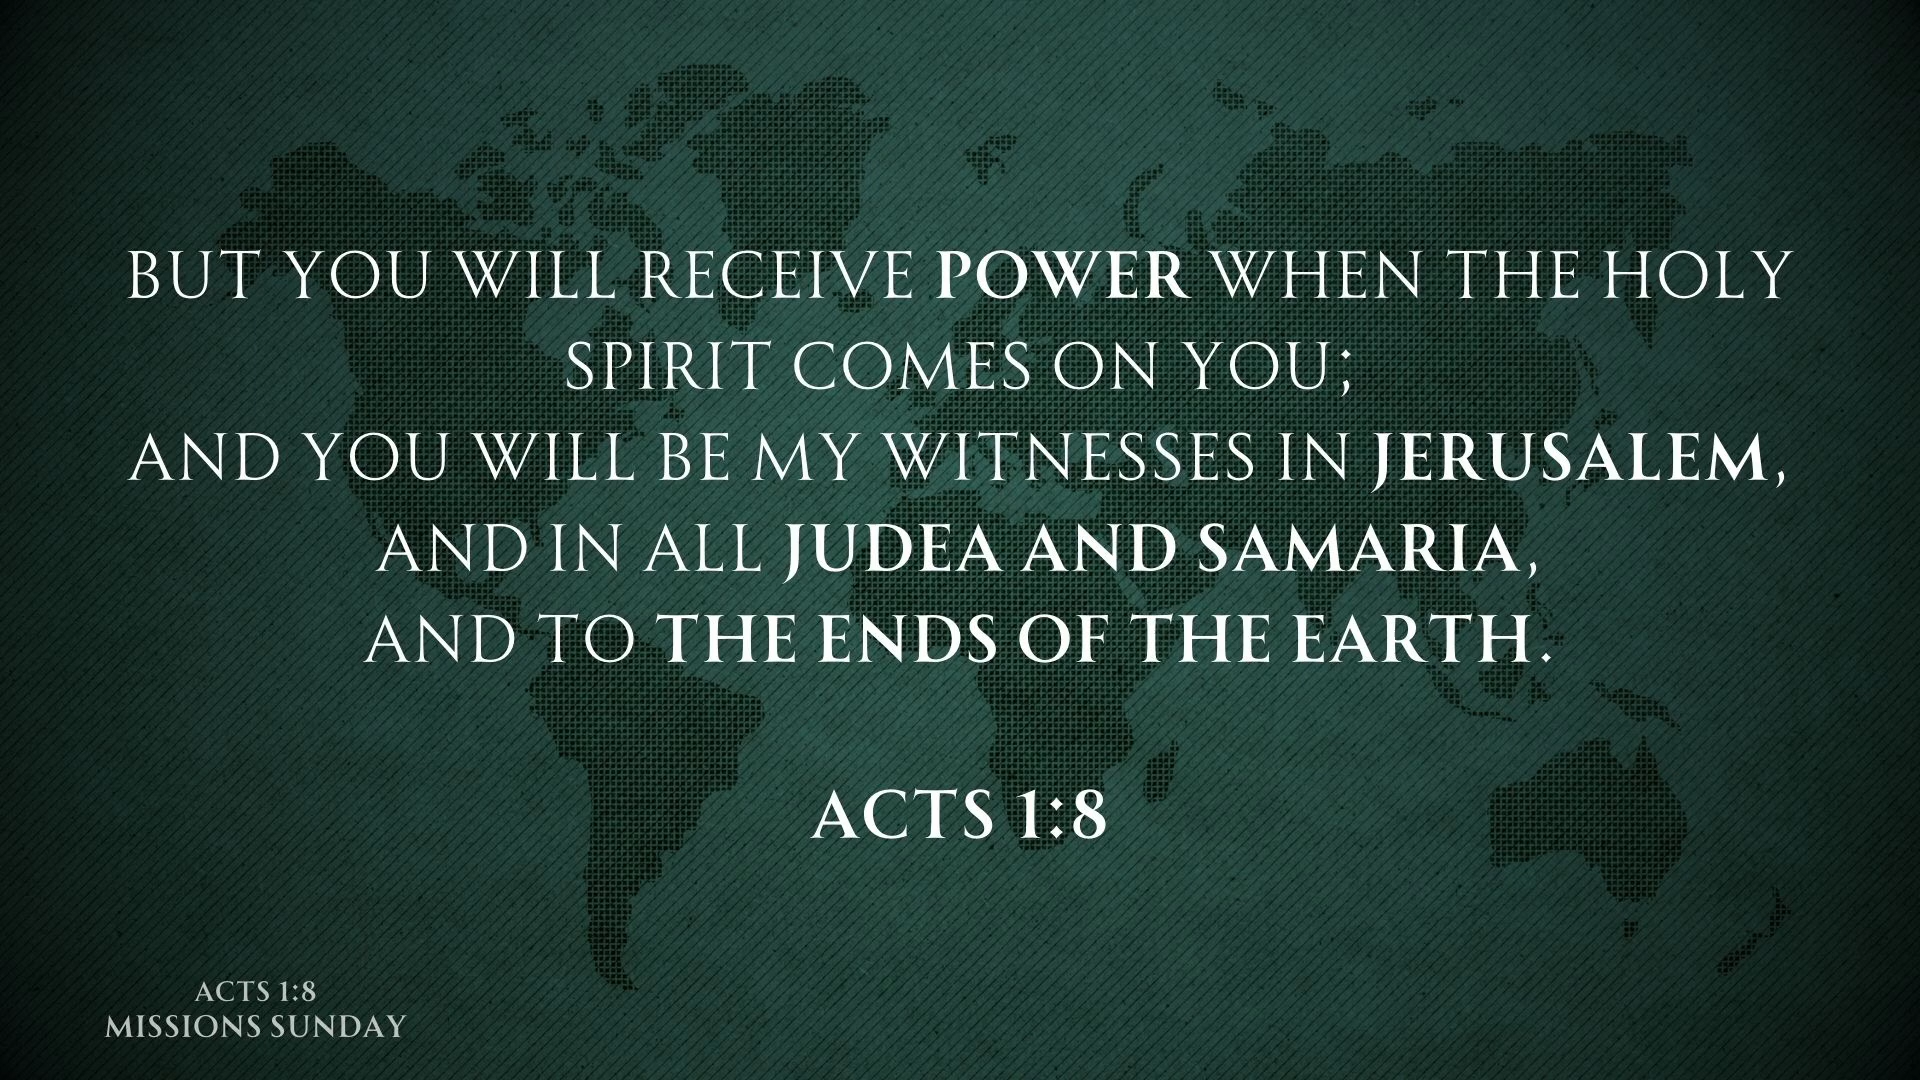 BUT YOU WILL RECEIVE POWER WHEN THE HOLY
SPIRIT COMES ON YOU;
AND YOU WILL BE MY WITNESSES IN JERUSALEM,
AND IN ALL JUDEA AND SAMARIA,
AND TO THE ENDS OF THE EARTH.
ACTS 1:8
ACTS 1:8
MISSIONS SUNDAY